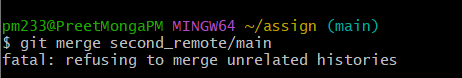 pm233@PreetMongaPM MINGW64 ~/assign (main)
$ git merge second_remote/main
fatal: refusing to merge unrelated histories